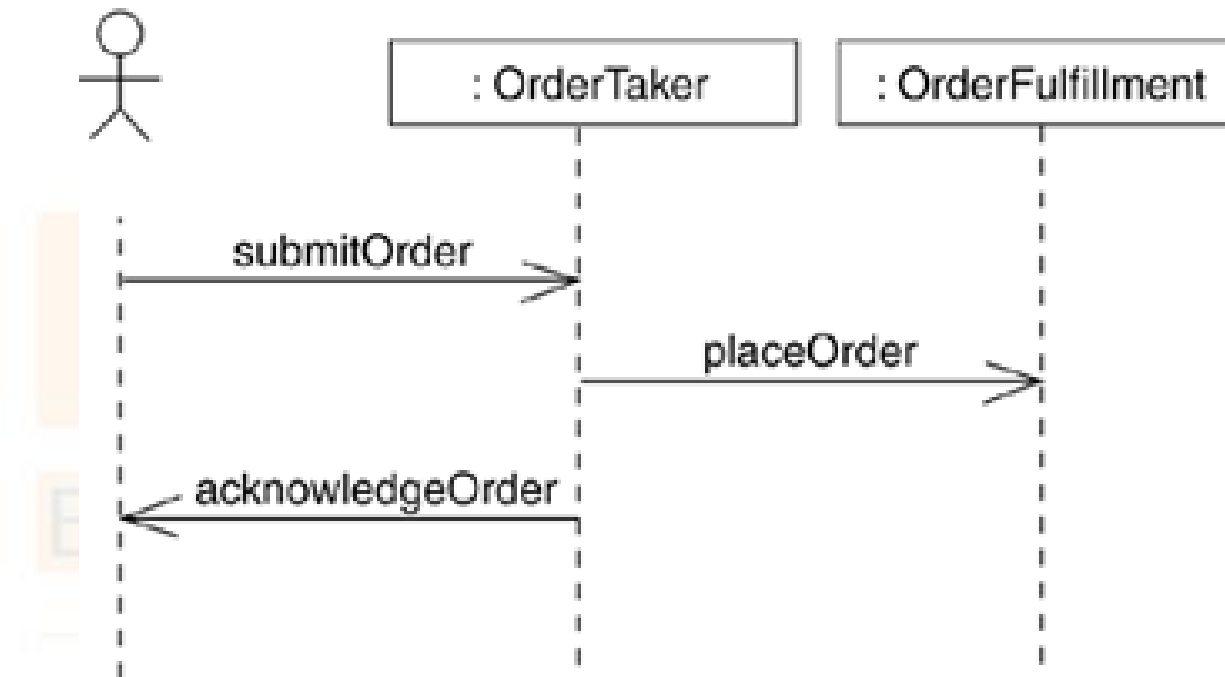 : OrderTaker
: OrderFulfillment
submitOrder
placeOrder
acknowledgeOrder